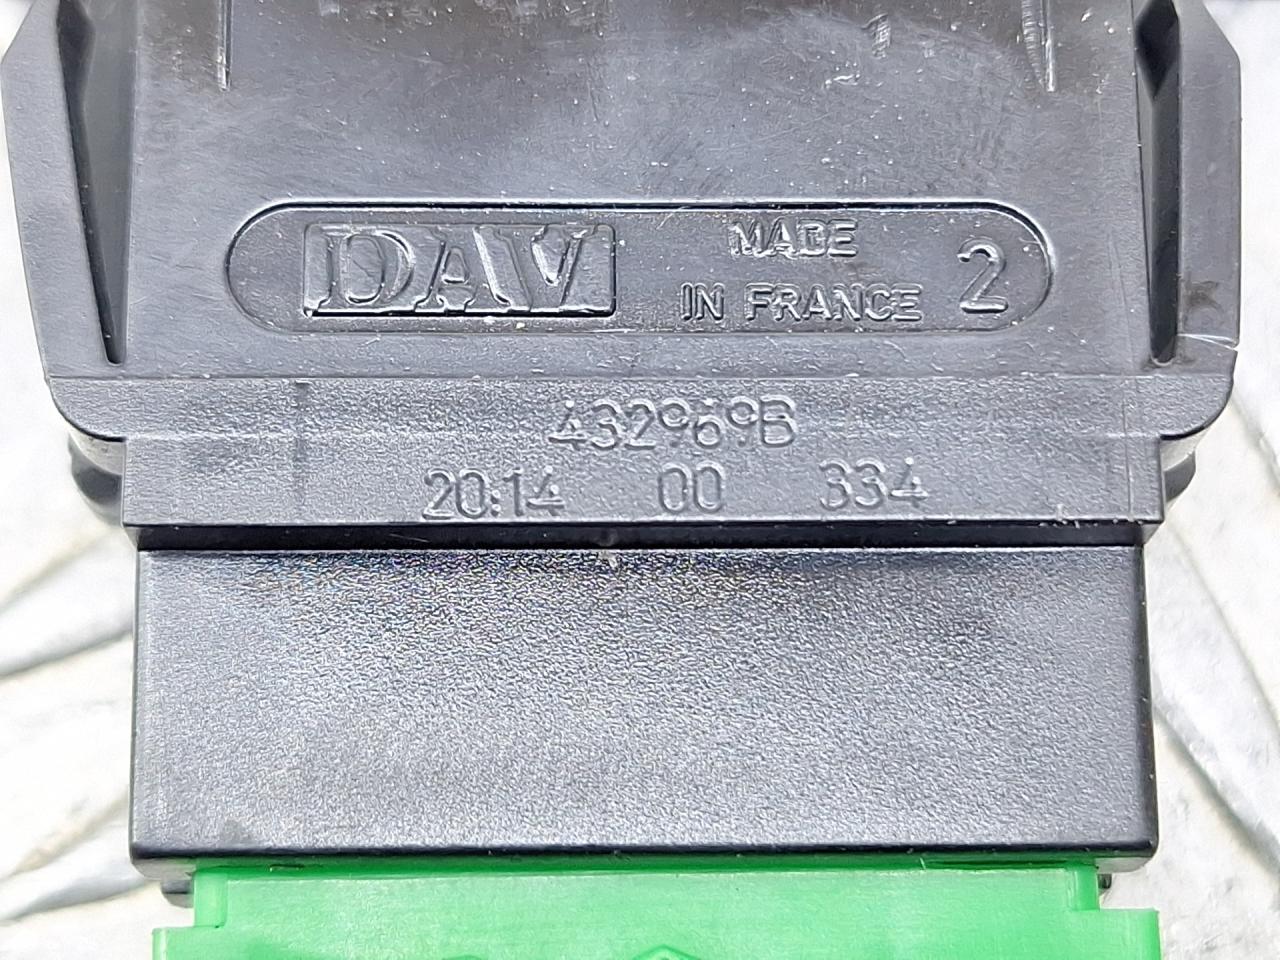 DAV MADE
IN FRANCE 2
432969B
20:14 00 334